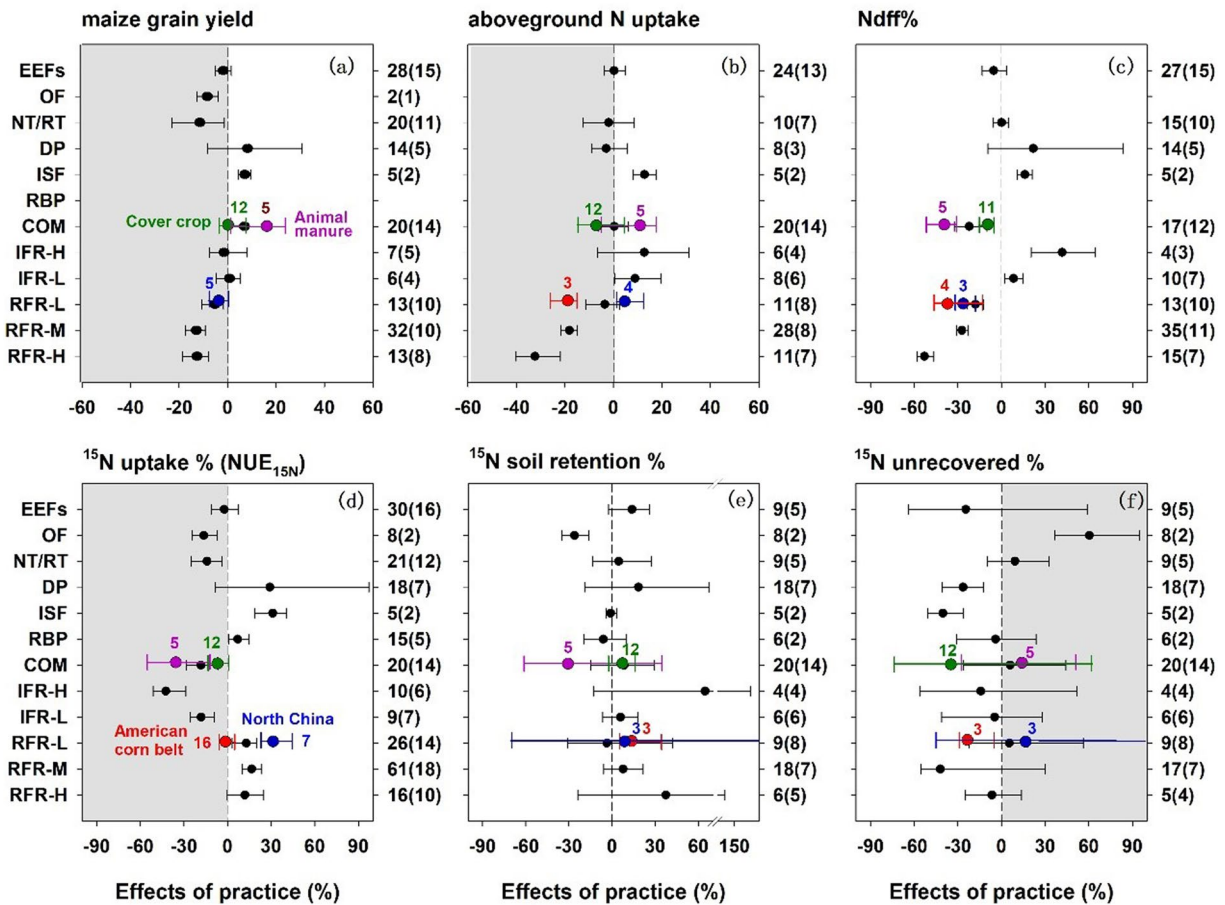 maize grain yield
aboveground N uptake
Ndff%
EEFs (a) 28(15) (b) 24(13) (c) 27(15)
OF 2(1)
NT/RT 20(11) 10(7) 15(10)
DP 14(5) 8(3) 14(5)
ISF 5(2) 5(2) 5(2)
RBP
12 5 12 5 5 11
Cover crop Animal
manure
COM 20(14) 20(14) 17(12)
IFR-H 7(5) 6(4) 4(3)
IFR-L 6(4) 8(6) 10(7)
5 3 4 4 3
RFR-L 13(10) 11(8) 13(10)
RFR-M 32(10) 28(8) 35(11)
RFR-H 13(8) 11(7) 15(7)
-60 -40 -20 0 20 40 60
-60 -40 -20 0 20 40 60
-90 -60 -30 0 30 60 90
¹⁵N uptake % (NUE₁₅N)
¹⁵N soil retention %
¹⁵N unrecovered %
EEFs (d) 30(16) (e) 9(5) (f) 9(5)
OF 8(2) 8(2) 8(2)
NT/RT 21(12) 9(5) 9(5)
DP 18(7) 18(7) 18(7)
ISF 5(2) 5(2) 5(2)
RBP 15(5) 6(2) 6(2)
5 12 5 12 12 5
COM 20(14) 20(14) 20(14)
IFR-H 10(6) 4(4) 4(4)
IFR-L 9(7) 6(6) 6(6)
American North China
corn belt 16 7 3 3 3 3
RFR-L 26(14) 9(8) 9(8)
RFR-M 61(18) 18(7) 17(7)
RFR-H 16(10) 6(5) 5(4)
-90 -60 -30 0 30 60 90
-90 -60 -30 0 30 60 150
-90 -60 -30 0 30 60 90
Effects of practice (%)
Effects of practice (%)
Effects of practice (%)